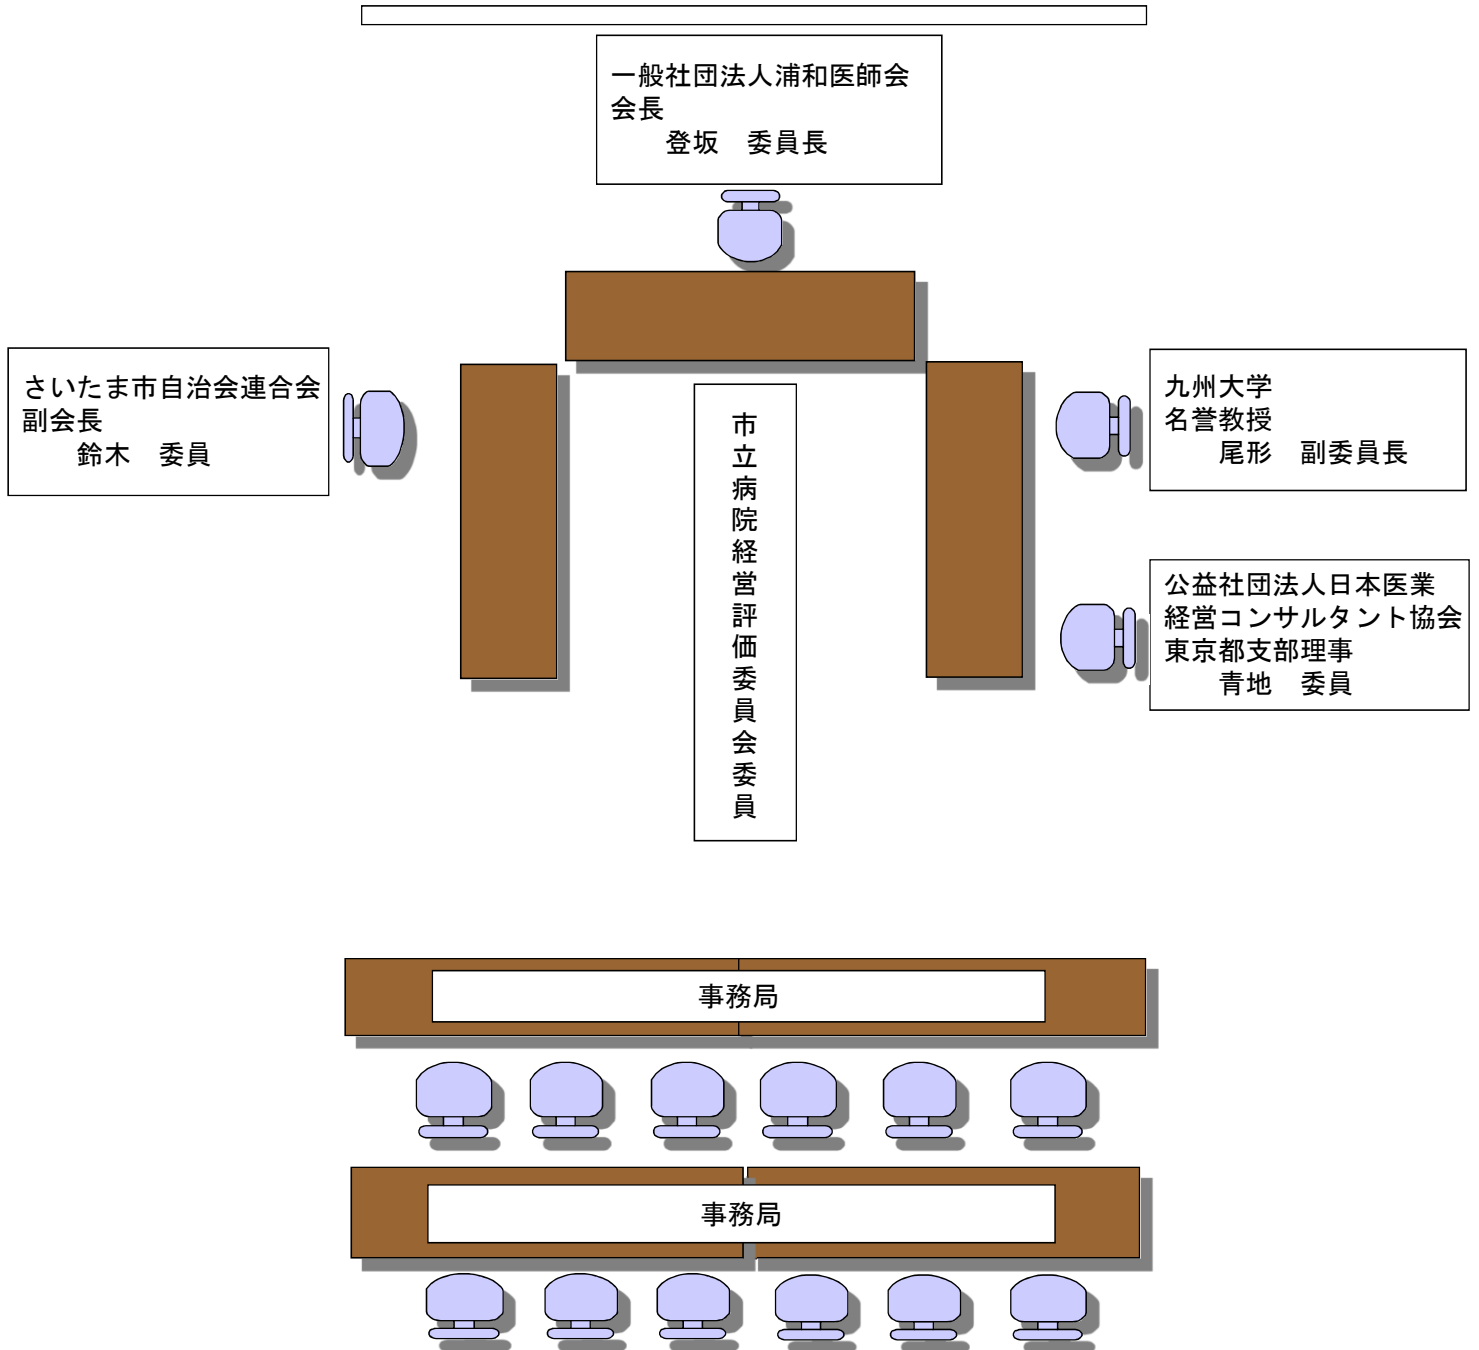 一般社団法人浦和医師会
会長
登坂　委員長
さいたま市自治会連合会
副会長
鈴木　委員
九州大学
名誉教授
尾形　副委員長
市立病院経営評価委員会委員
公益社団法人日本医業
経営コンサルタント協会
東京都支部理事
青地　委員
事務局
事務局